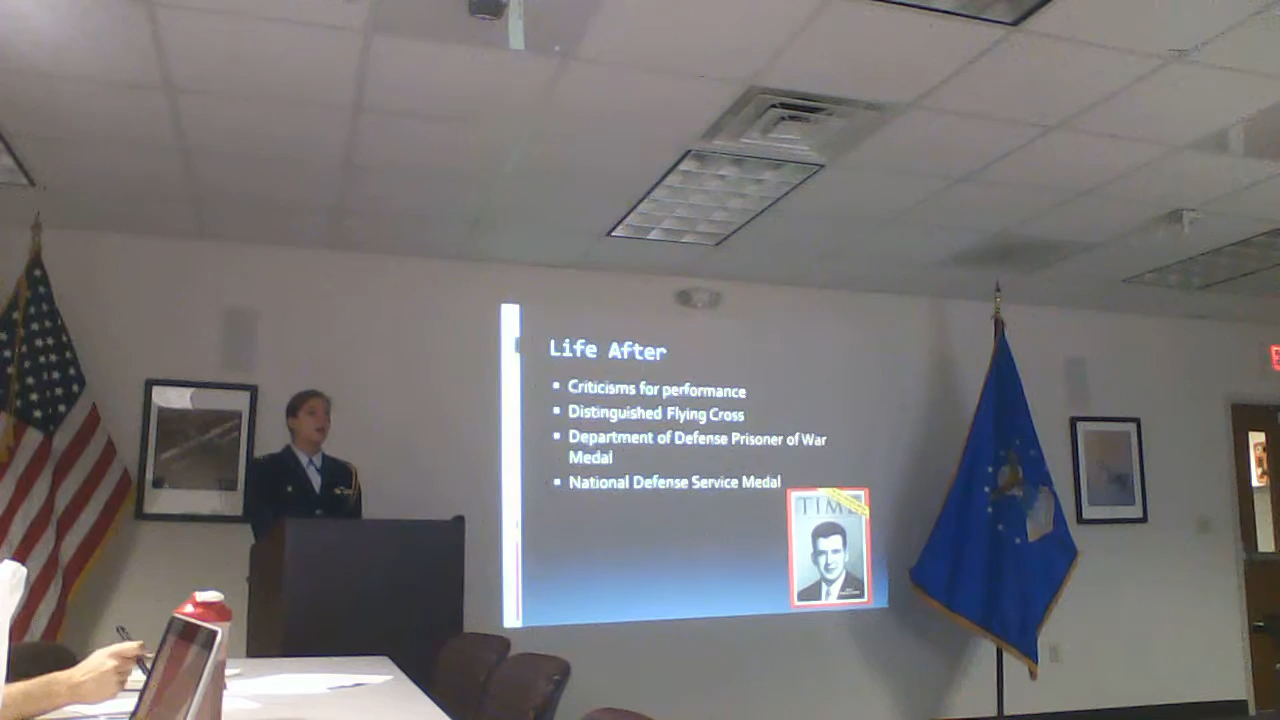 Life After
▪ Criticisms for performance
▪ Distinguished Flying Cross
▪ Department of Defense Prisoner of War
Medal
▪ National Defense Service Medal
TIME